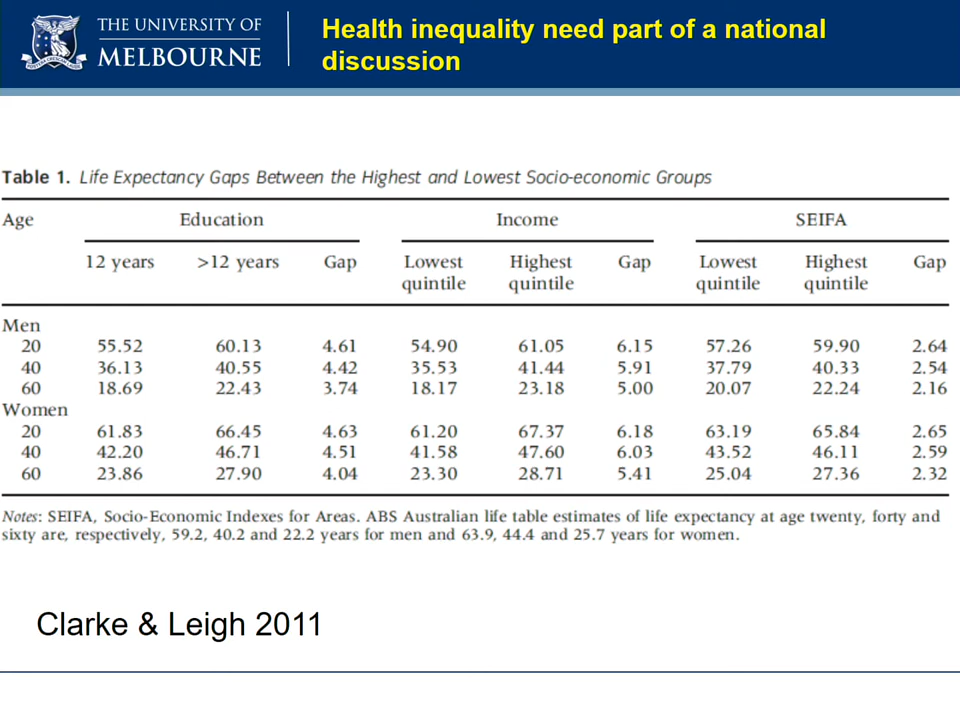 THE UNIVERSITY OF
MELBOURNE
Health inequality need part of a national
discussion
Table 1. Life Expectancy Gaps Between the Highest and Lowest Socio-economic Groups
Age Education Income SEIFA
12 years >12 years Gap Lowest quintile Highest quintile Gap Lowest quintile Highest quintile Gap
Men
20 55.52 60.13 4.61 54.90 61.05 6.15 57.26 59.90 2.64
40 36.13 40.55 4.42 35.53 41.44 5.91 37.79 40.33 2.54
60 18.69 22.43 3.74 18.17 23.18 5.00 20.07 22.24 2.16
Women
20 61.83 66.45 4.63 61.20 67.37 6.18 63.19 65.84 2.65
40 42.20 46.71 4.51 41.58 47.60 6.03 43.52 46.11 2.59
60 23.86 27.90 4.04 23.30 28.71 5.41 25.04 27.36 2.32
Notes: SEIFA, Socio-Economic Indexes for Areas. ABS Australian life table estimates of life expectancy at age twenty, forty and
sixty are, respectively, 59.2, 40.2 and 22.2 years for men and 63.9, 44.4 and 25.7 years for women.
Clarke & Leigh 2011